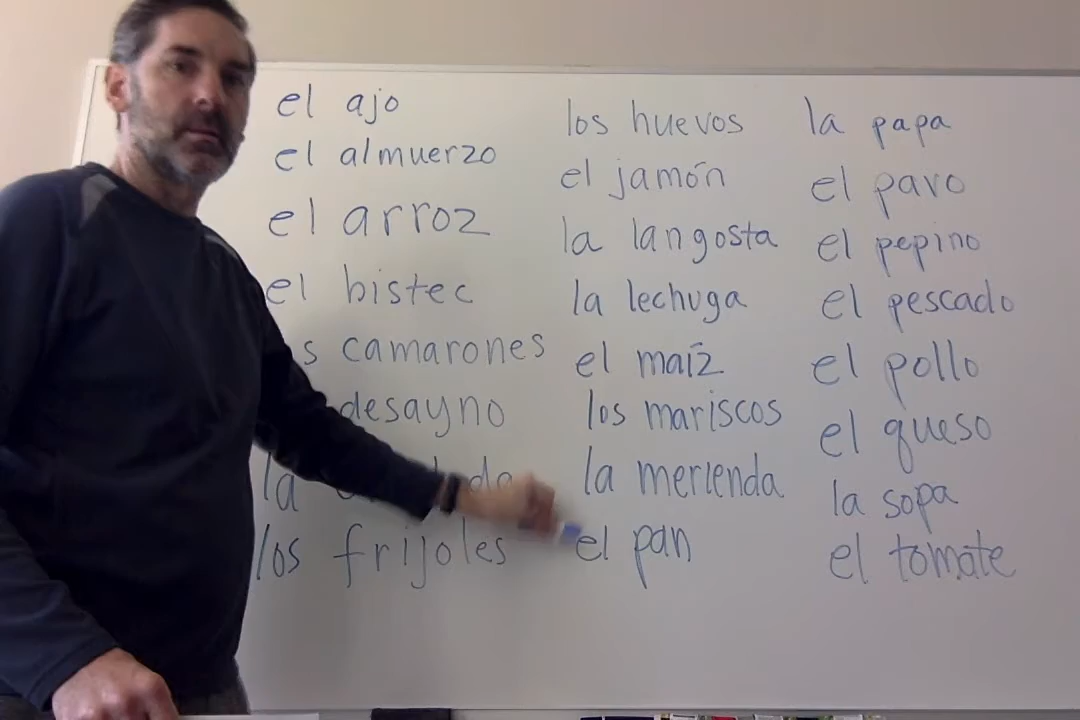 el ajo
el almuerzo
el arroz
el bistec
camarones
desayno
la
los frijoles
los huevos
el jamón
la langosta
la lechuga
el maíz
los mariscos
la merienda
el pan
la papa
el pavo
el pepino
el pescado
el pollo
el queso
la sopa
el tomate